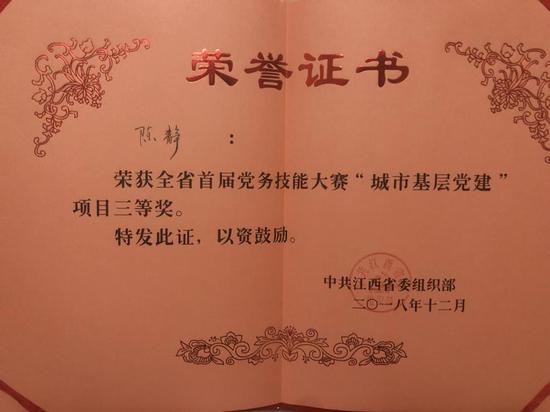 荣誉证书
陈静：
荣获全省首届党务技能大赛“城市基层党建”
项目三等奖。
特发此证，以资鼓励。
中共江西省委组织部
二〇一八年十二月